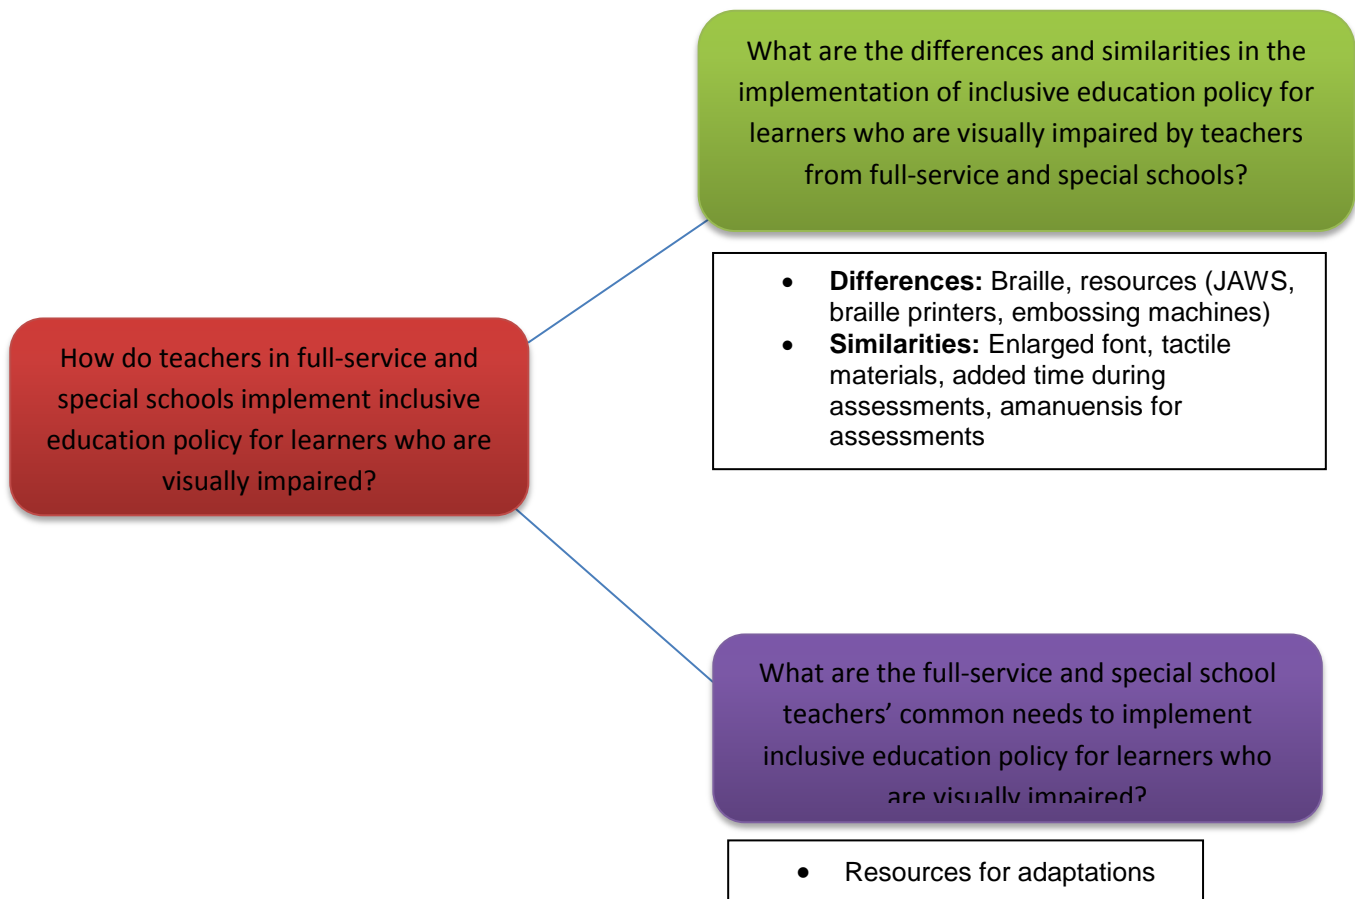 What are the differences and similarities in the
implementation of inclusive education policy for
learners who are visually impaired by teachers
from full-service and special schools?
• Differences: Braille, resources (JAWS,
braille printers, embossing machines)
• Similarities: Enlarged font, tactile
materials, added time during
assessments, amanuensis for
assessments
How do teachers in full-service and
special schools implement inclusive
education policy for learners who are
visually impaired?
What are the full-service and special school
teachers’ common needs to implement
inclusive education policy for learners who
are visually impaired?
• Resources for adaptations